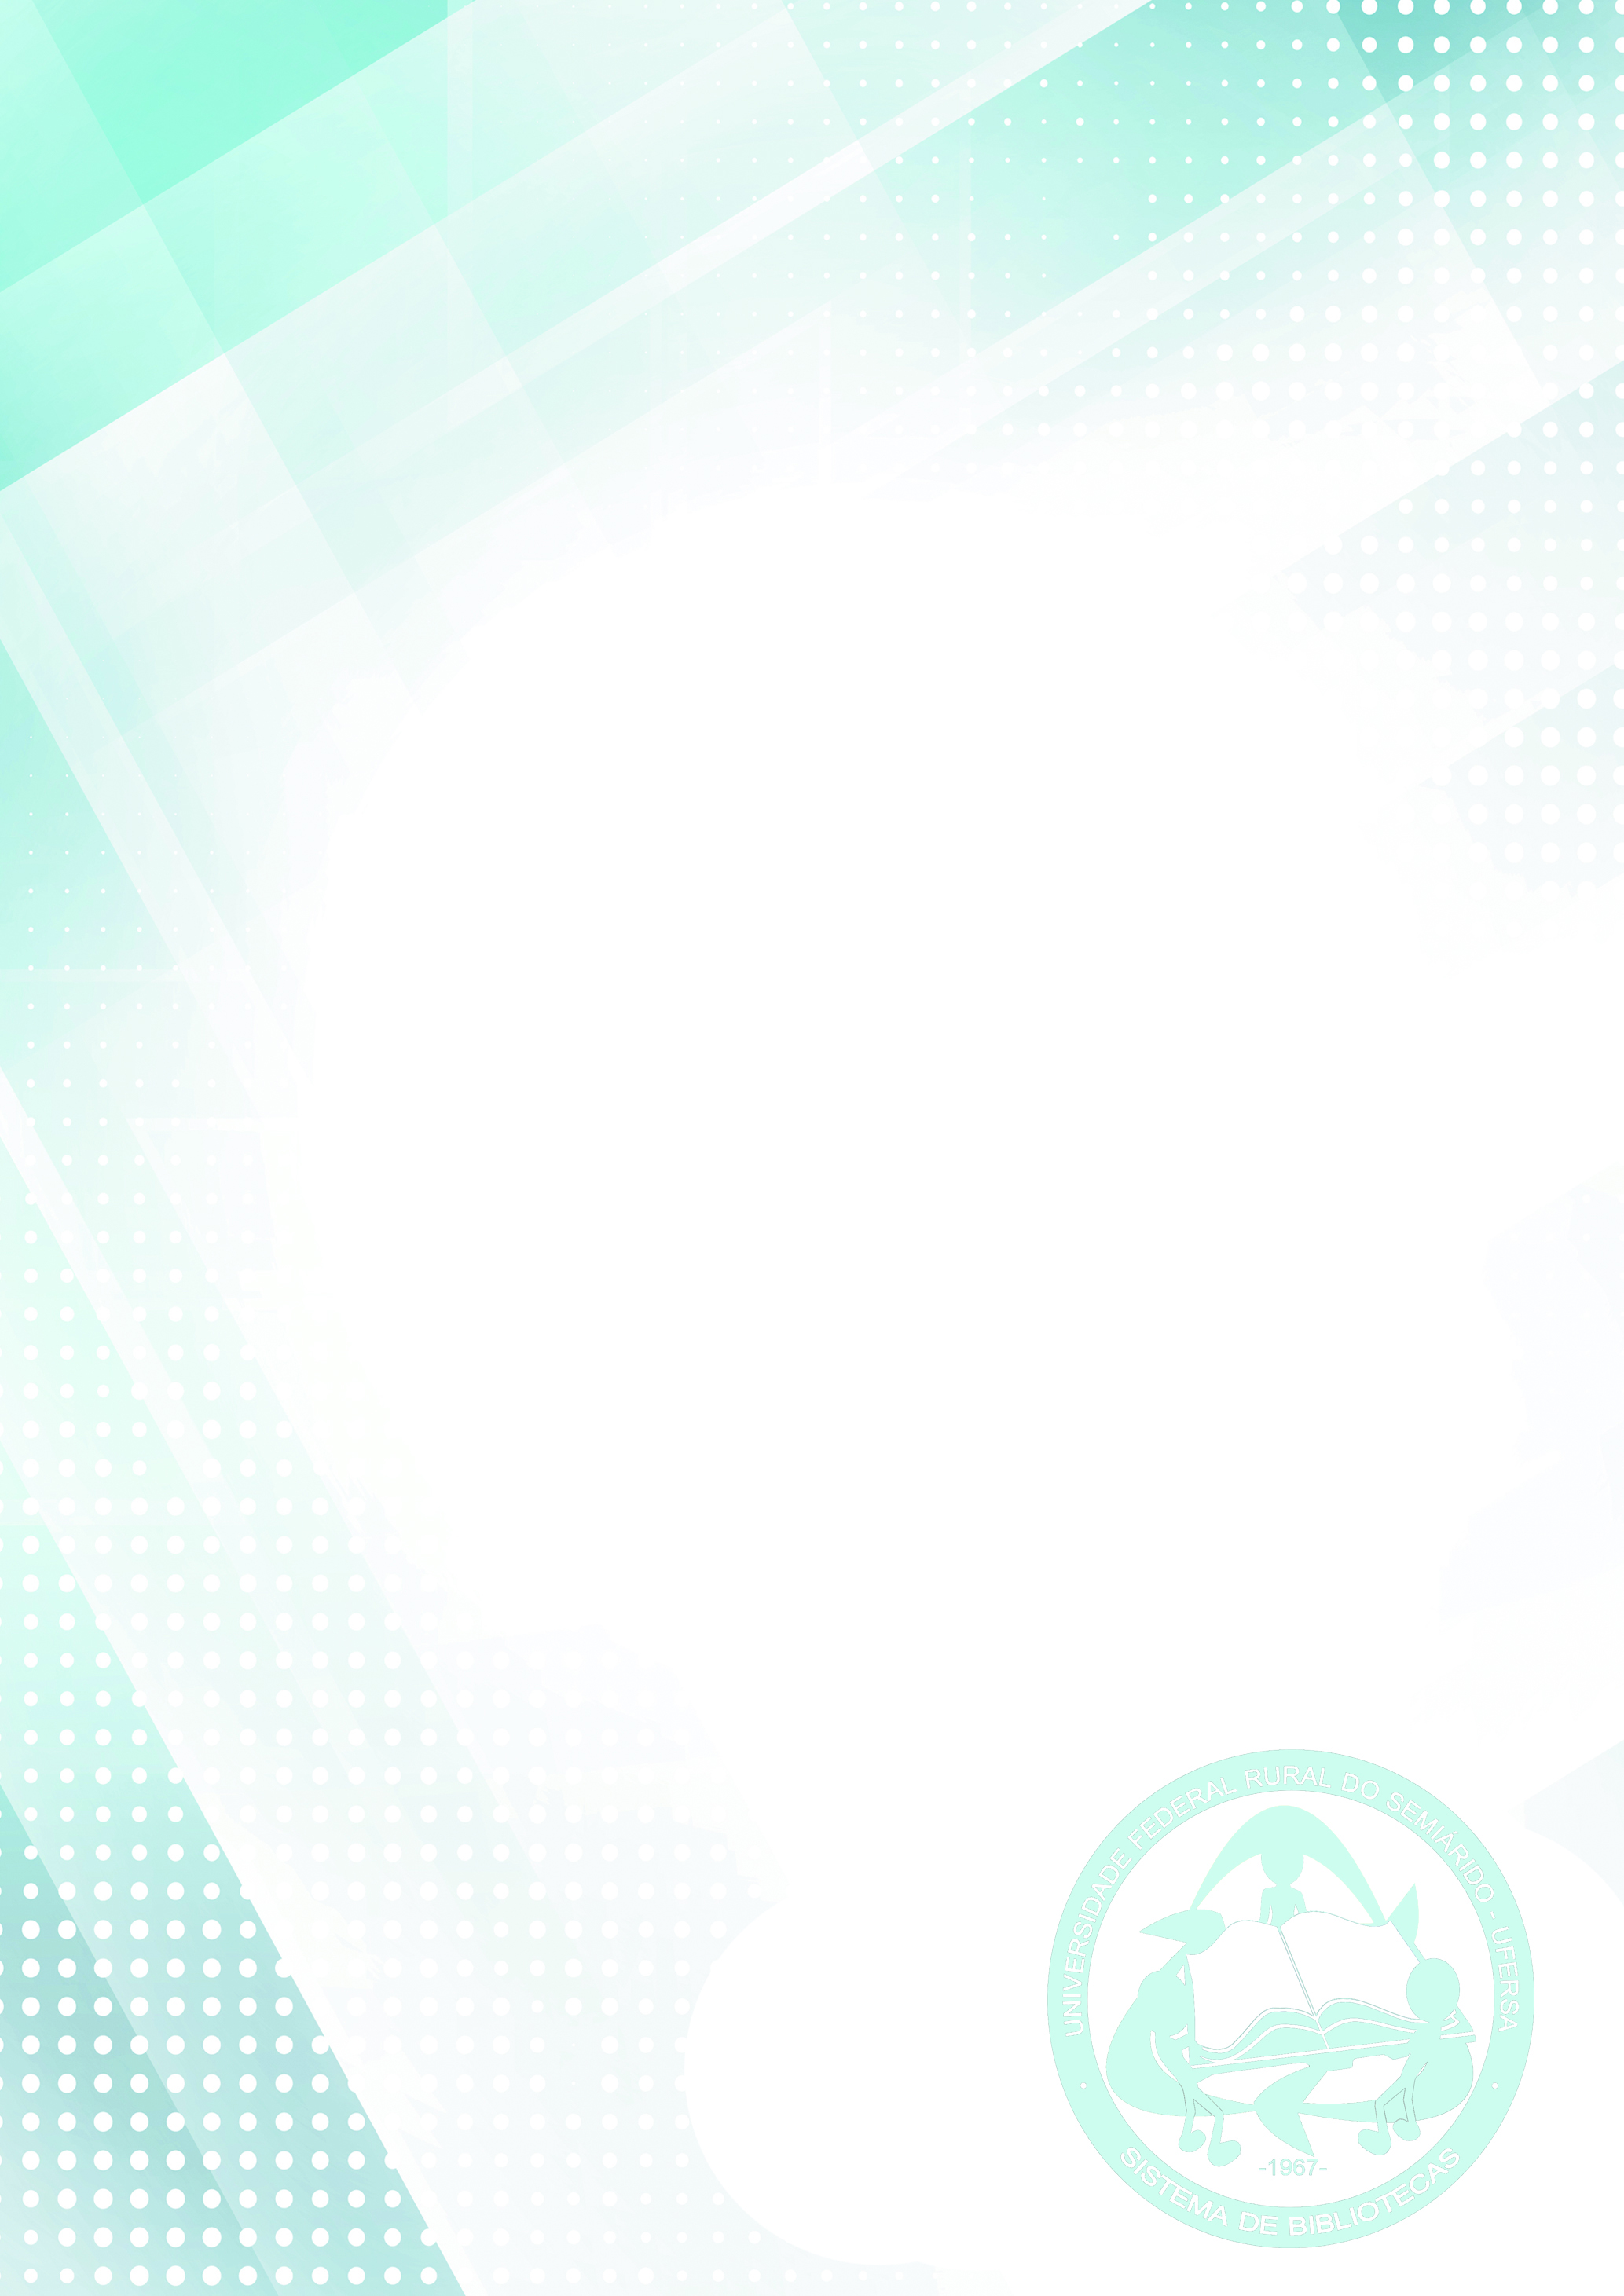 UNIVERSIDADE FEDERAL RURAL DO SEMIÁRIDO - UFERSA
-1967-
SISTEMA DE BIBLIOTECAS